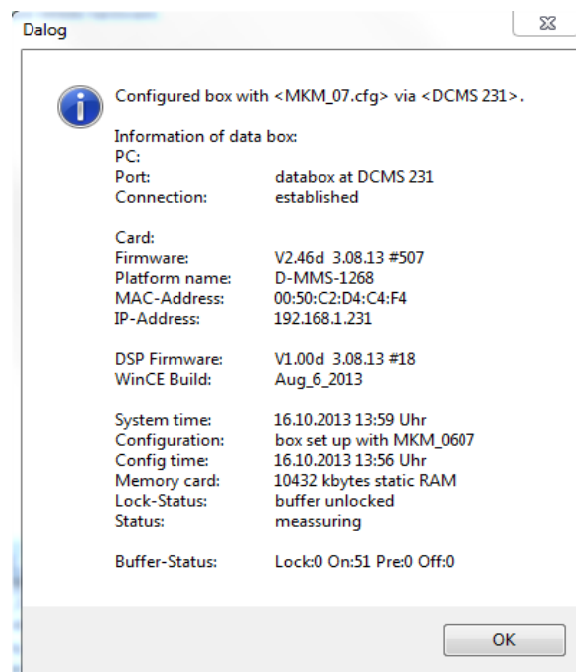 Dalog
Configured box with <MKM_07.cfg> via <DCMS 231>.
Information of data box:
PC:
Port: databox at DCMS 231
Connection: established
Card:
Firmware: V2.46d 3.08.13 #507
Platform name: D-MMS-1268
MAC-Address: 00:50:C2:D4:C4:F4
IP-Address: 192.168.1.231
DSP Firmware: V1.00d 3.08.13 #18
WinCE Build: Aug_6_2013
System time: 16.10.2013 13:59 Uhr
Configuration: box set up with MKM_0607
Config time: 16.10.2013 13:56 Uhr
Memory card: 10432 kbytes static RAM
Lock-Status: buffer unlocked
Status: meassuring
Buffer-Status: Lock:0 On:51 Pre:0 Off:0
OK